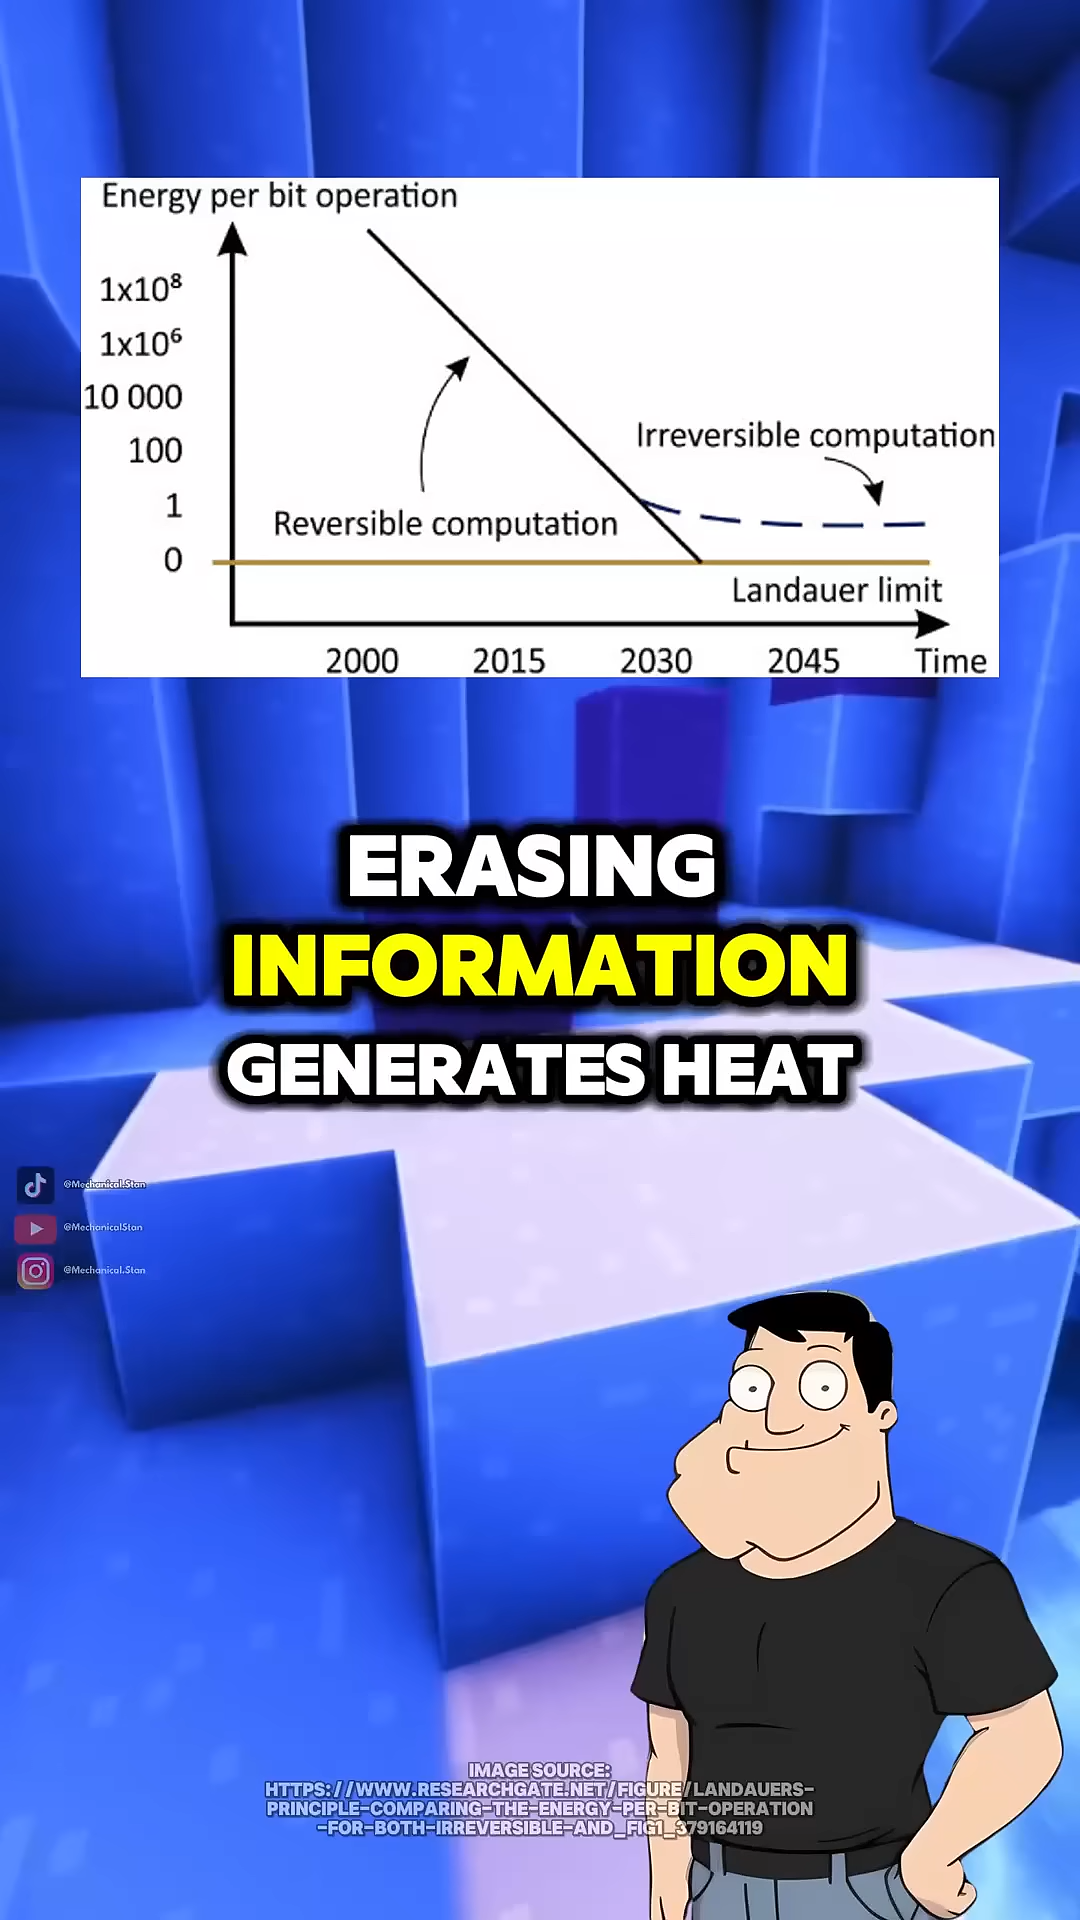 Energy per bit operation
1x10⁸
1x10⁶
10 000
100
1
0
Irreversible computation
Reversible computation
Landauer limit
2000 2015 2030 2045 Time
ERASING
INFORMATION
GENERATES HEAT
@Mechanical.Stan
@MechanicalStan
@Mechanical.Stan
IMAGE SOURCE:
HTTPS://WWW.RESEARCHGATE.NET/FIGURE/LANDAUERS-
PRINCIPLE-COMPARING-THE-ENERGY-PER-BIT-OPERATION
-FOR-BOTH-IRREVERSIBLE-AND_FIG1_379164119